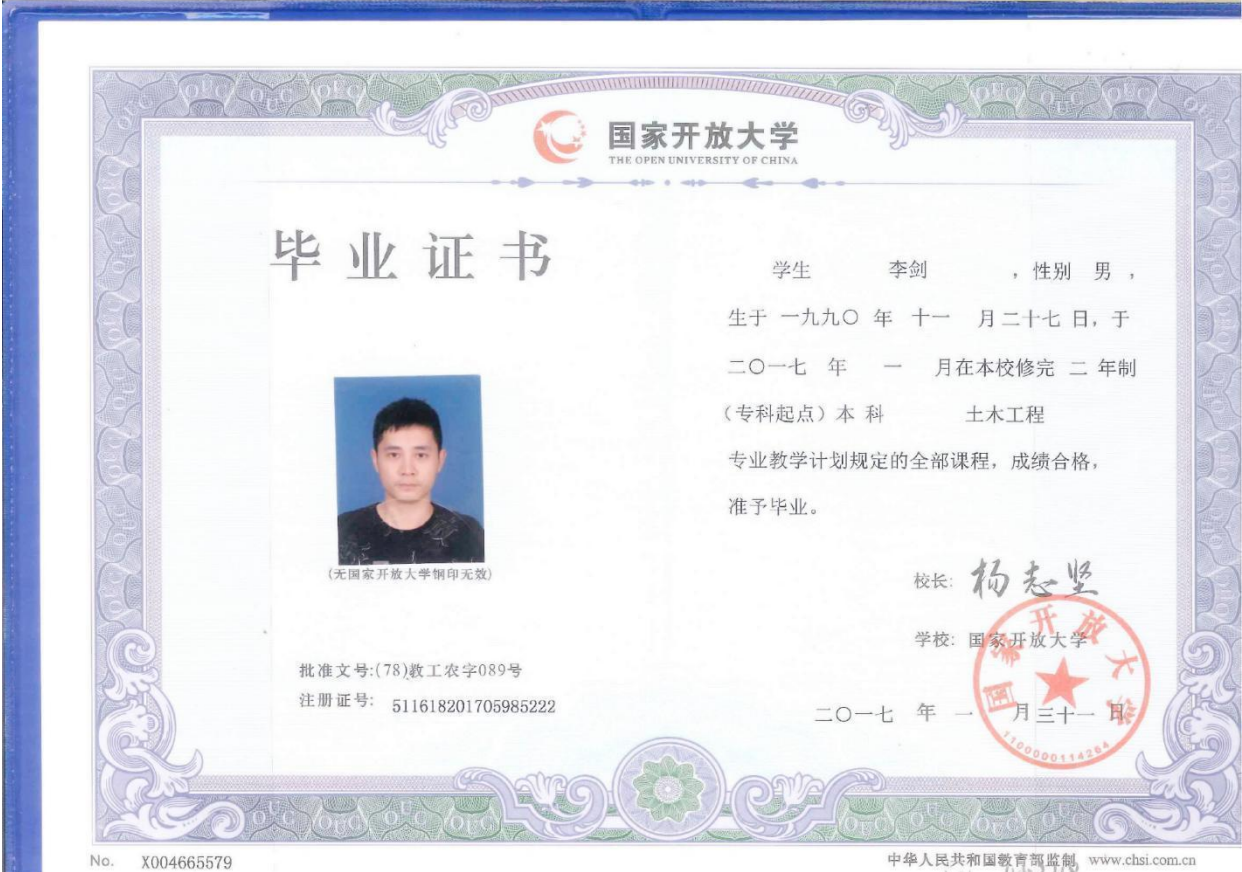 国家开放大学
THE OPEN UNIVERSITY OF CHINA
毕业证书
学生 李剑 ，性别 男 ，
生于 一九九〇 年 十一 月二十七 日，于
二〇一七 年 一 月在本校修完 二 年制
（专科起点）本 科 土木工程
专业教学计划规定的全部课程，成绩合格，
准予毕业。
(无国家开放大学钢印无效)
校长: 杨志坚
学校: 国家开放大学
批准文号:(78)教工农字089号
注册证号: 511618201705985222
二〇一七 年 一 月三十一 日
国家开放大学
1100000114264
No. X004665579
中华人民共和国教育部监制 www.chsi.com.cn